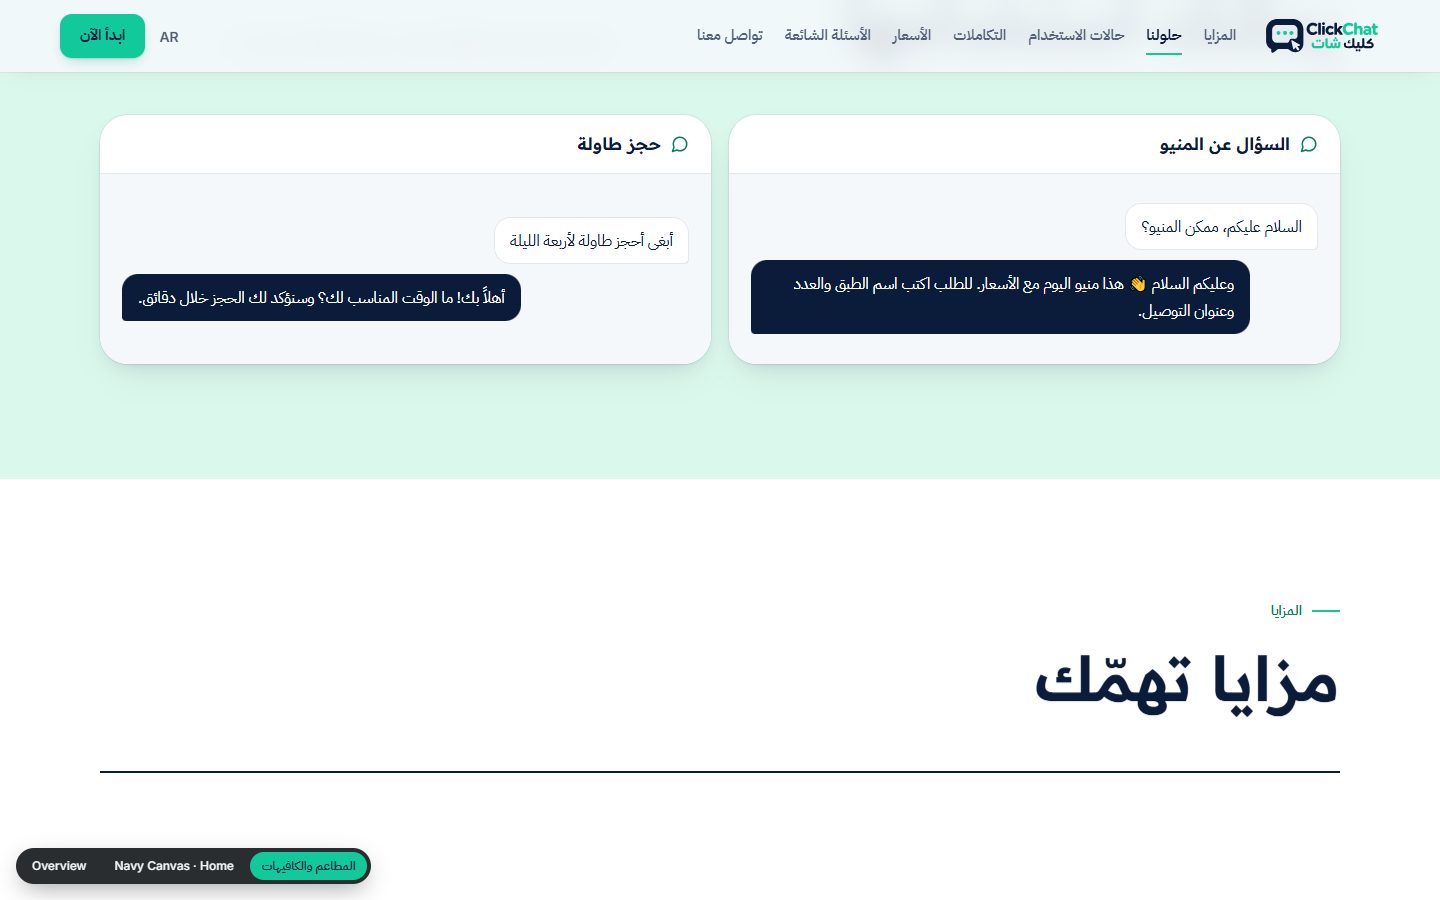 ClickChat
كليك شات
المزايا
حلولنا
حالات الاستخدام
التكاملات
الأسعار
الأسئلة الشائعة
تواصل معنا
AR
ابدأ الآن
السؤال عن المنيو
السلام عليكم، ممكن المنيو؟
وعليكم السلام 👋 هذا منيو اليوم مع الأسعار. للطلب اكتب اسم الطبق والعدد
وعنوان التوصيل.
حجز طاولة
أبغى أحجز طاولة لأربعة الليلة
أهلاً بك! ما الوقت المناسب لك؟ وسنؤكد لك الحجز خلال دقائق.
المزايا
مزايا تهمّك
Overview
Navy Canvas · Home
المطاعم والكافيهات